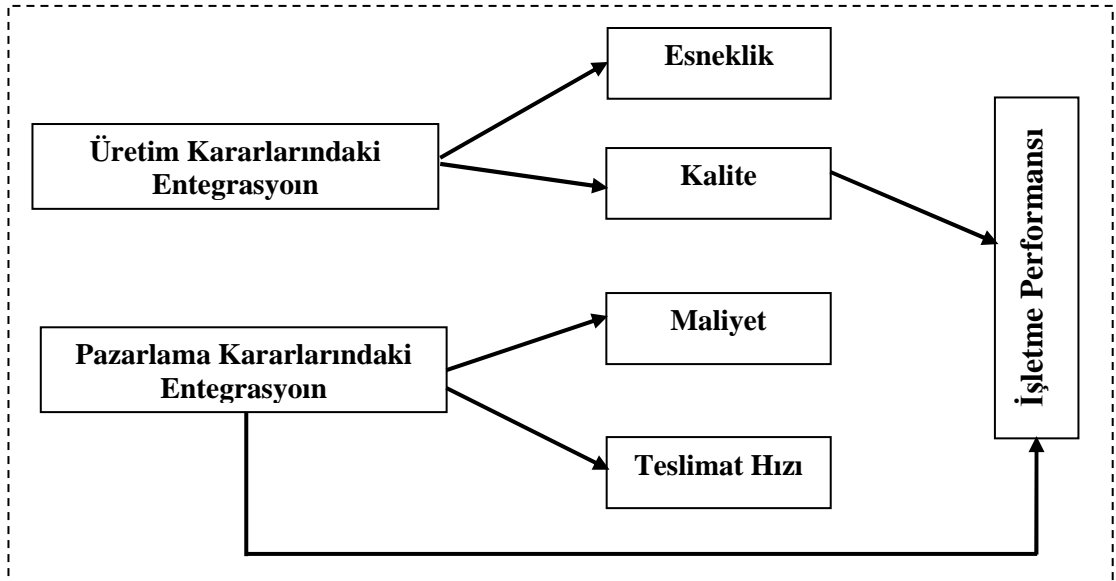 Esneklik
Üretim Kararlarındaki
Entegrasyoın
Kalite
İşletme Performansı
Maliyet
Pazarlama Kararlarındaki
Entegrasyoın
Teslimat Hızı